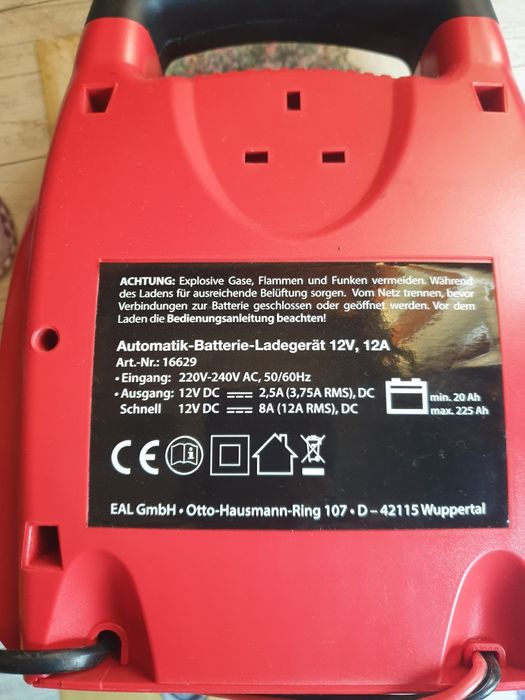 ACHTUNG: Explosive Gase, Flammen und Funken vermeiden. Während
des Ladens für ausreichende Belüftung sorgen. Vom Netz trennen, bevor
Verbindungen zur Batterie geschlossen oder geöffnet werden. Vor dem
Laden die Bedienungsanleitung beachten!
Automatik-Batterie-Ladegerät 12V, 12A
Art.-Nr.: 16629
• Eingang: 220V-240V AC, 50/60Hz
• Ausgang: 12V DC 2,5A (3,75A RMS), DC min. 20 Ah
Schnell 12V DC 8A (12A RMS), DC max. 225 Ah
CE
EAL GmbH • Otto-Hausmann-Ring 107 • D – 42115 Wuppertal